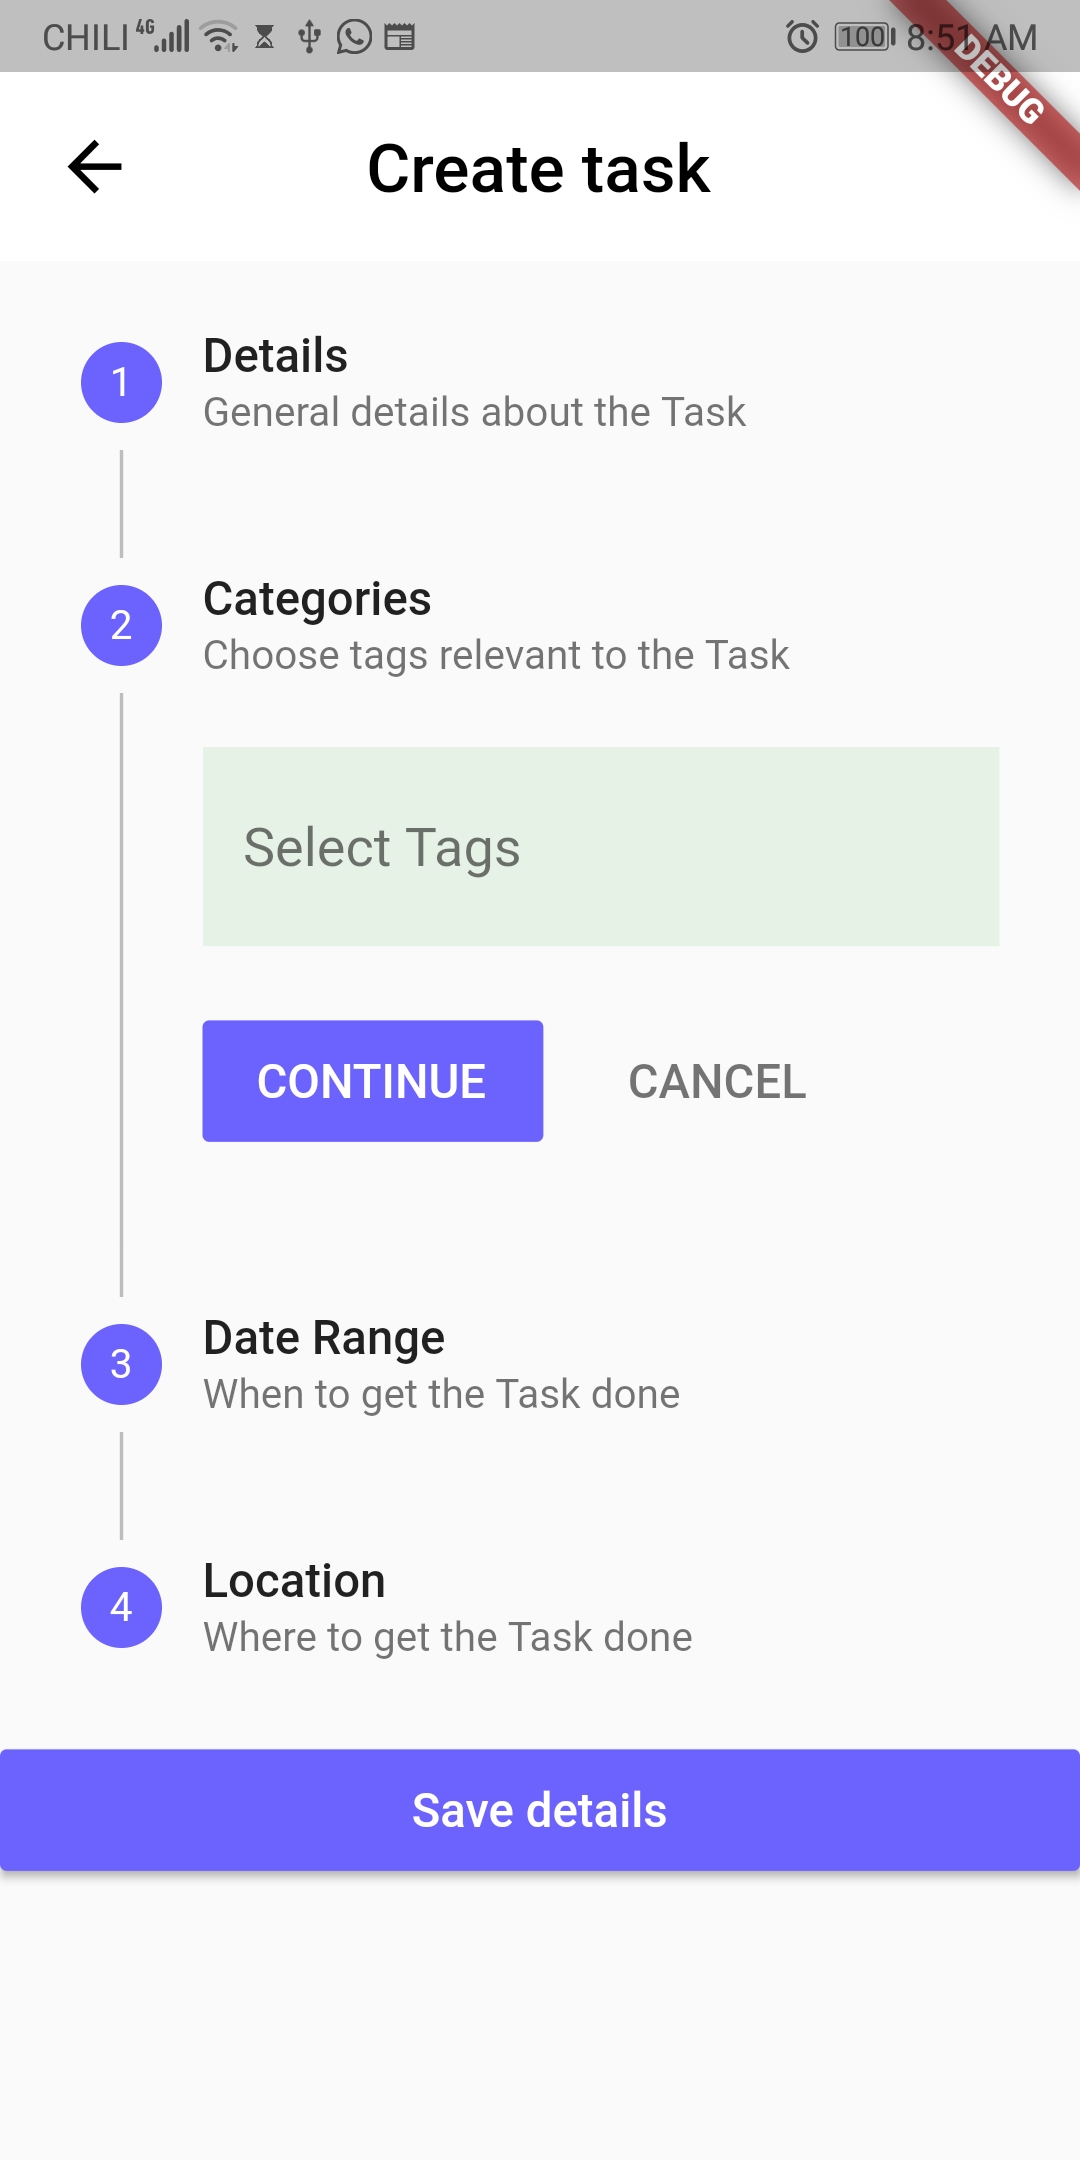 CHILI 4G 100 8:51 AM
DEBUG
Create task
1 Details
General details about the Task
2 Categories
Choose tags relevant to the Task
Select Tags
CONTINUE CANCEL
3 Date Range
When to get the Task done
4 Location
Where to get the Task done
Save details